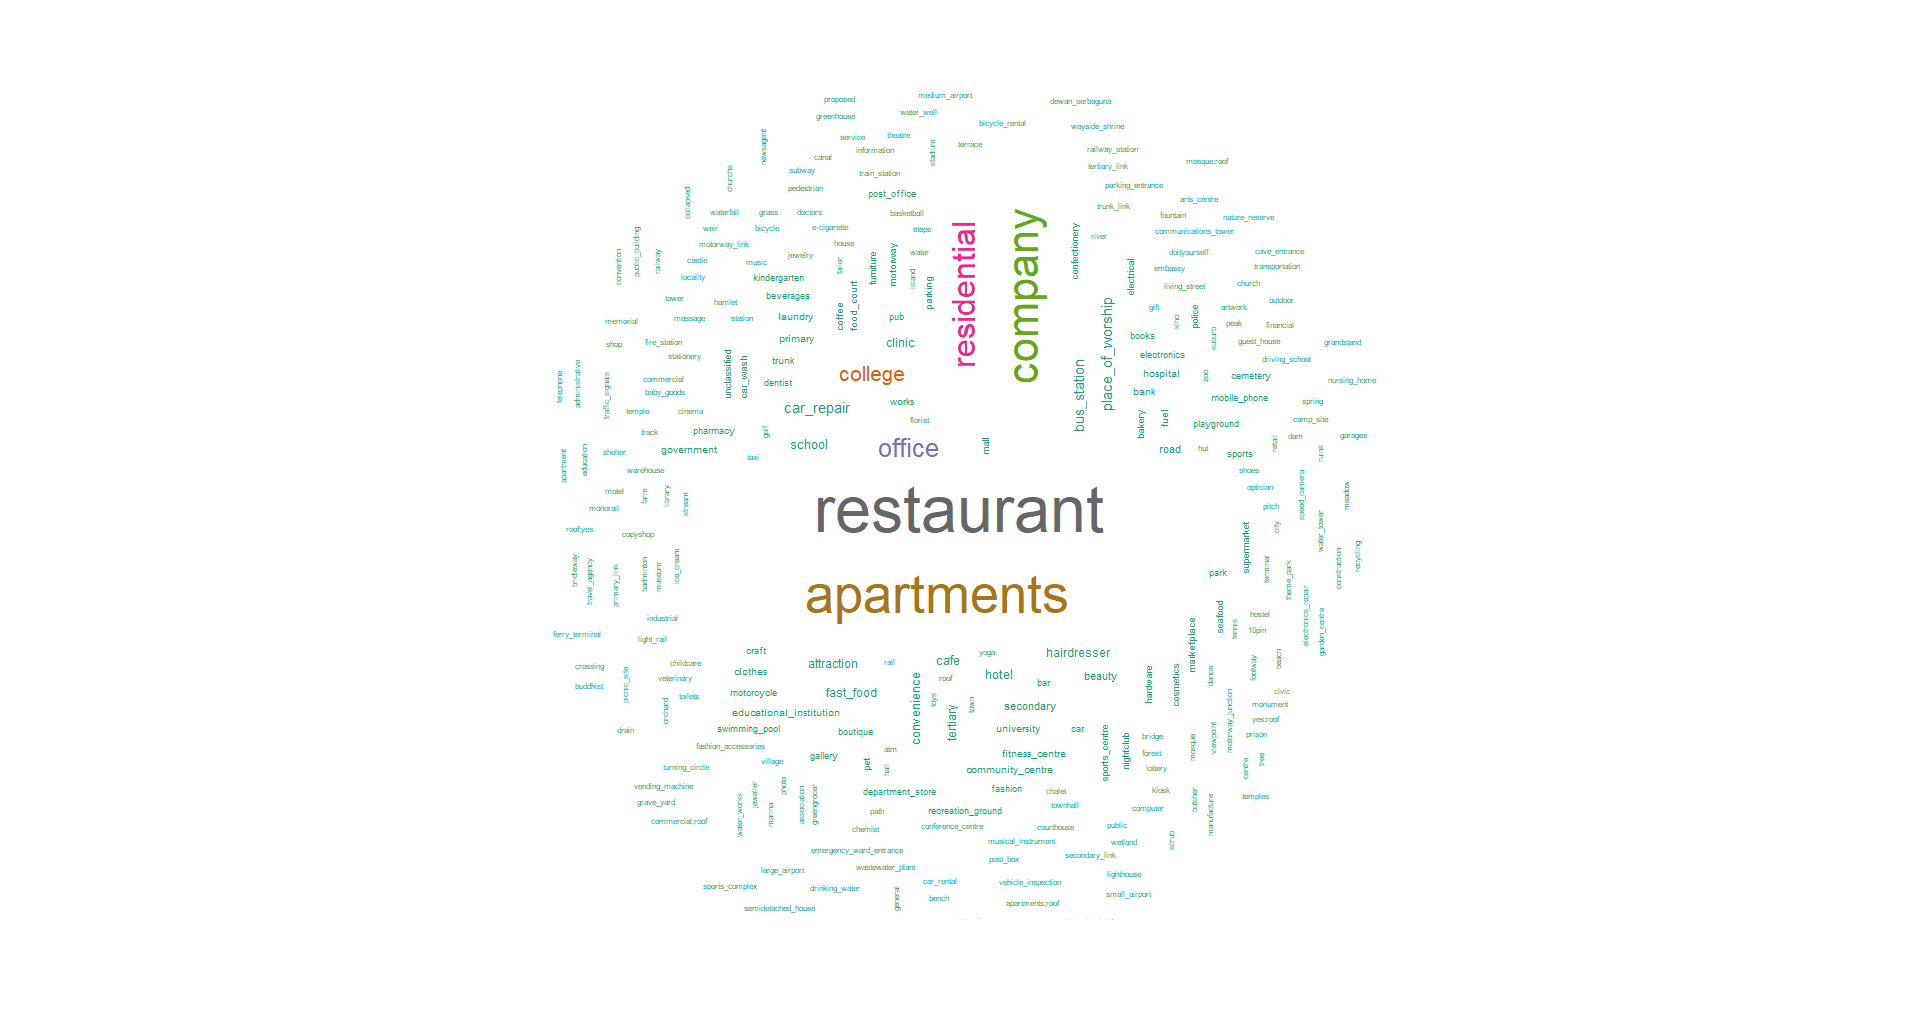 medium_airport
proposed
dewan_serbaguna
water_well
greenhouse
bicycle_rental
wayside_shrine
service
theatre
newsagent
terrace
information
stadium
railway_station
canal
mosque;roof
tertiary_link
subway
train_station
churchs
parking_entrance
pedestrian
post_office
arts_centre
collapsed
trunk_link
waterfall
grass
doctors
basketball
fountain
nature_reserve
weir
bicycle
e-cigarette
steps
communications_tower
river
public_building
motorway_link
house
residential
company
confectionery
cave_entrance
doityourself
water
castle
jewelry
music
railway
convention
tailor
furniture
motorway
embassy
transportation
locality
kindergarten
island
electrical
living_street
church
parking
tower
hamlet
beverages
gift
artwork
outdoor
memorial
massage
station
laundry
coffee
food_court
pub
place_of_worship
police
peak
financial
suburb
books
shop
fire_station
primary
clinic
guest_house
grandstand
stationery
electronics
driving_school
unclassified
car_wash
trunk
college
hospital
zoo
cemetery
nursing_home
telephone
administrative
traffic_signals
commercial
baby_goods
dentist
bus_station
bank
mobile_phone
spring
temple
cinema
car_repair
works
florist
bakery
fuel
playground
camp_site
track
pharmacy
golf
school
office
mall
road
hut
sports
retail
dam
garages
apartment
education
shelter
government
taxi
ruins
warehouse
shoes
motel
farm
library
stream
optician
speed_camera
meadow
monorail
restaurant
pitch
roof;yes
copyshop
supermarket
city
water_tower
bridleway
travel_agency
primary_link
badminton
museum
ice_cream
park
terminal
theme_park
construction
recycling
apartments
seafood
hostel
industrial
tennis
10pin
electronics_repair
garden_centre
ferry_terminal
light_rail
marketplace
craft
yoga
hairdresser
crossing
childcare
attraction
rail
cafe
footway
beach
buddhist
picnic_site
veterinary
clothes
roof
hotel
bar
beauty
hardware
cosmetics
dance
orchard
toilets
motorcycle
fast_food
convenience
toys
town
civic
educational_institution
tertiary
secondary
monument
motorway_junction
yes;roof
drain
swimming_pool
boutique
university
car
bridge
viewpoint
prison
fashion_accessories
gallery
atm
fitness_centre
sports_centre
nightclub
forest
mosque
tree
turning_circle
village
pet
hall
community_centre
lottery
centre
vending_machine
photo
department_store
fashion
chalet
kiosk
butcher
temples
grave_yard
water_works
jeweller
marina
association
greengrocer
path
recreation_ground
townhall
computer
manufacture
commercial;roof
chemist
conference_centre
courthouse
public
scrub
musical_instrument
wetland
emergency_ward_entrance
post_box
secondary_link
large_airport
wastewater_plant
lighthouse
sports_complex
drinking_water
car_rental
vehicle_inspection
general
bench
small_airport
semidetached_house
apartments;roof